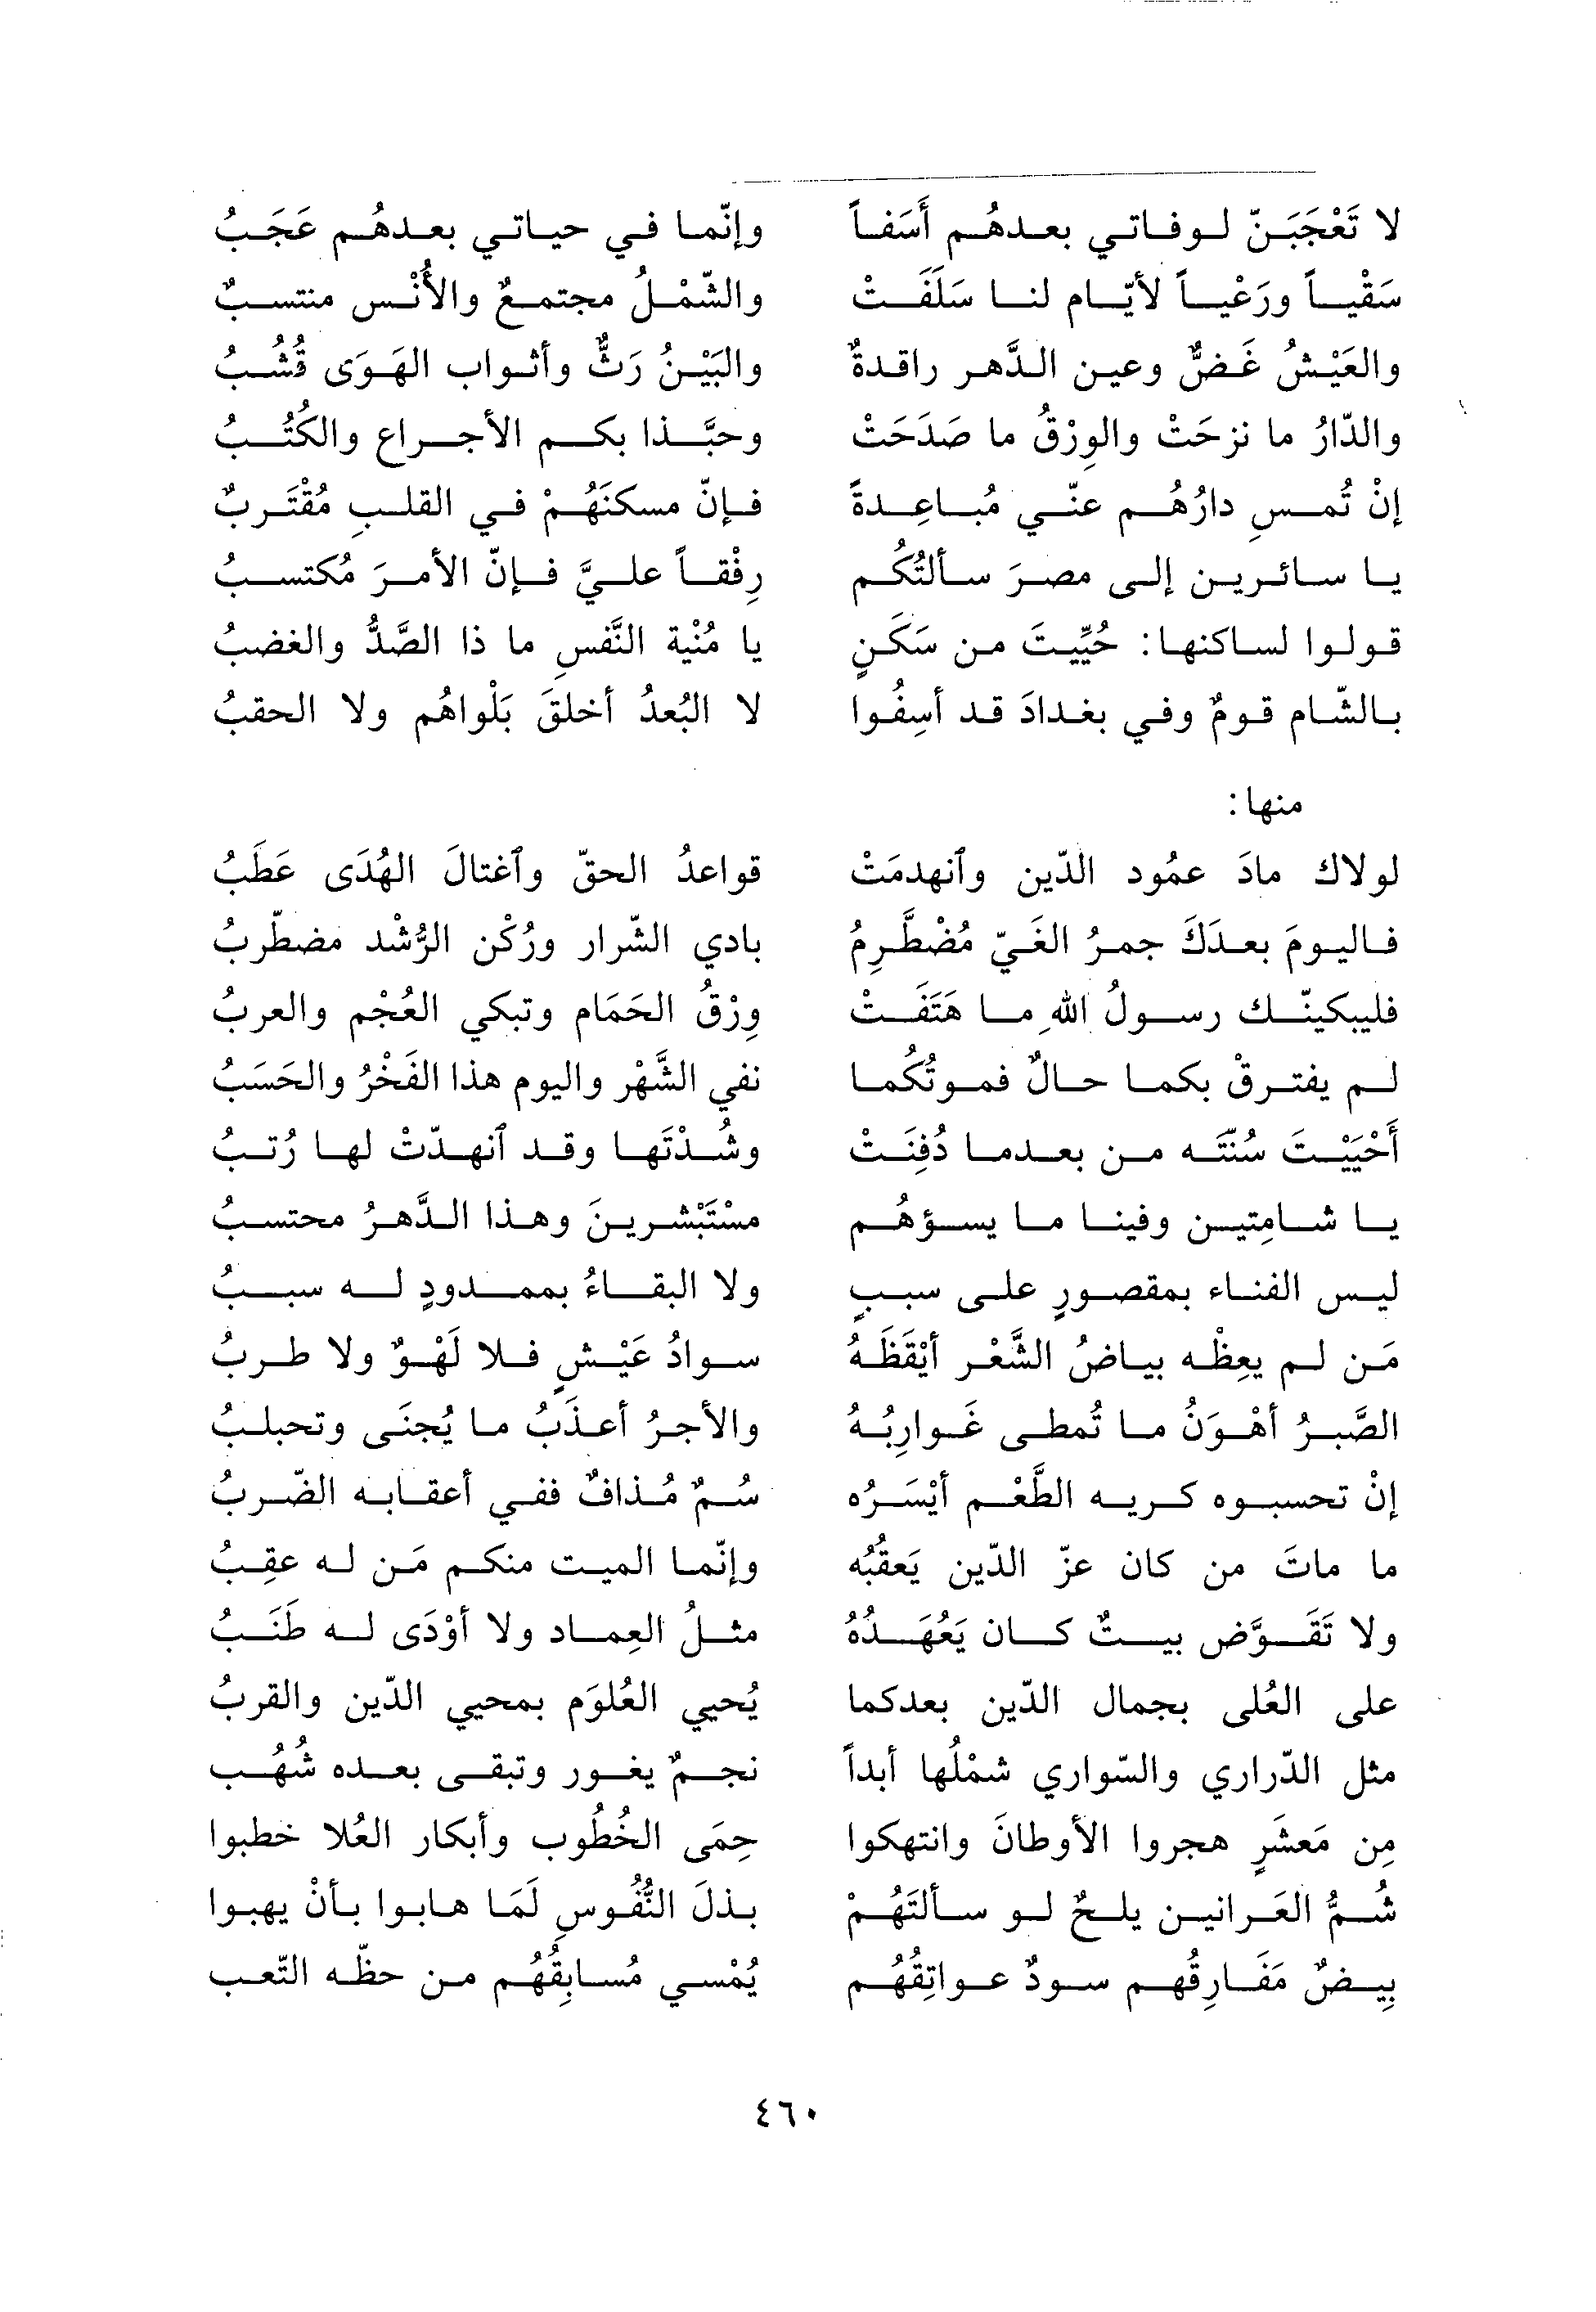 لا تَعْجَبَنّ لوفاتي بعدهُم أَسَفاً وإنّما في حياتي بعدهُم عَجَبُ
سَقْياً ورَعْياً لأيّام لنا سَلَفَتْ والشّمْلُ مجتمعٌ والأُنْس منتسبُ
والعَيْشُ غَضٌّ وعين الدَّهر راقدةٌ والبَيْنُ رَثٌّ وأثواب الهَوَى قُشُبُ
والدّارُ ما نزحَتْ والوِرْقُ ما صَدَحَتْ وحبَّذا بكم الأجراع والكُتُبُ
إنْ تُمسِ دارُهُم عنّي مُباعِدةً فإنّ مسكنَهُمْ في القلبِ مُقْتَربُ
يا سائرين إلى مصرَ سألتُكُم رِفْقاً عليَّ فإنّ الأمرَ مُكتسبُ
قولوا لساكنها: حُيِّيتَ من سَكَنٍ يا مُنْية النَّفسِ ما ذا الصَّدُّ والغضبُ
بالشّام قومٌ وفي بغدادَ قد أسِفُوا لا البُعدُ أخلقَ بَلْواهُم ولا الحقبُ
منها:
لولاك مادَ عمُود الدّين وٱنهدمَتْ قواعدُ الحقّ وٱغتالَ الهُدَى عَطَبُ
فاليومَ بعدَكَ جمرُ الغَيّ مُضْطَّرِمُ بادي الشّرار ورُكْن الرُّشْد مضطّربُ
فليبكينّك رسولُ اللهِ ما هَتَفَتْ وِرْقُ الحَمَام وتبكي العُجْم والعربُ
لم يفترقْ بكما حالٌ فموتُكُما نفي الشَّهْر واليوم هذا الفَخْرُ والحَسَبُ
أَحْيَيْتَ سُنّتَه من بعدما دُفِنَتْ وشُدْتَها وقد ٱنهدّتْ لها رُتبُ
يا شامِتين وفينا ما يسؤهُم مسْتَبْشرينَ وهذا الدَّهرُ محتسبُ
ليس الفناء بمقصورٍ على سببٍ ولا البقاءُ بممدودٍ له سببُ
مَن لم يعِظْه بياضُ الشَّعْر أيْقَظَهُ سوادُ عَيْشٍ فلا لَهْوٌ ولا طربُ
الصَّبرُ أهْوَنُ ما تُمطى غَوارِبُهُ والأجرُ أعذَبُ ما يُجنَى وتحبلبُ
إنْ تحسبوه كريه الطَّعْم أيْسَرُه سُمٌ مُذافٌ ففي أعقابه الضّربُ
ما ماتَ من كان عزّ الدّين يَعقبُه وإنّما الميت منكم مَن له عقِبُ
ولا تَقَوَّض بيتٌ كان يَعُهَدُهُ مثلُ العِماد ولا أوْدَى له طَنَبُ
على العُلى بجمال الدّين بعدكما يُحيي العُلوَم بمحيي الدّين والقربُ
مثل الدّراري والسّواري شمْلُها أبداً نجمٌ يغور وتبقى بعده شُهُب
مِن مَعشَرٍ هجروا الأوطانَ وانتهكوا حِمَى الخُطُوب وأبكار العُلا خطبوا
شُمُّ العَرانين يلحٌ لو سألتَهُمْ بذلَ النُّفُوسِ لَمَا هابوا بأنْ يهبوا
بِيضٌ مَفَارِقُهم سودٌ عواتِقُهُم يُمْسي مُسابِقُهُم من حظّه التّعب
٤٦٠